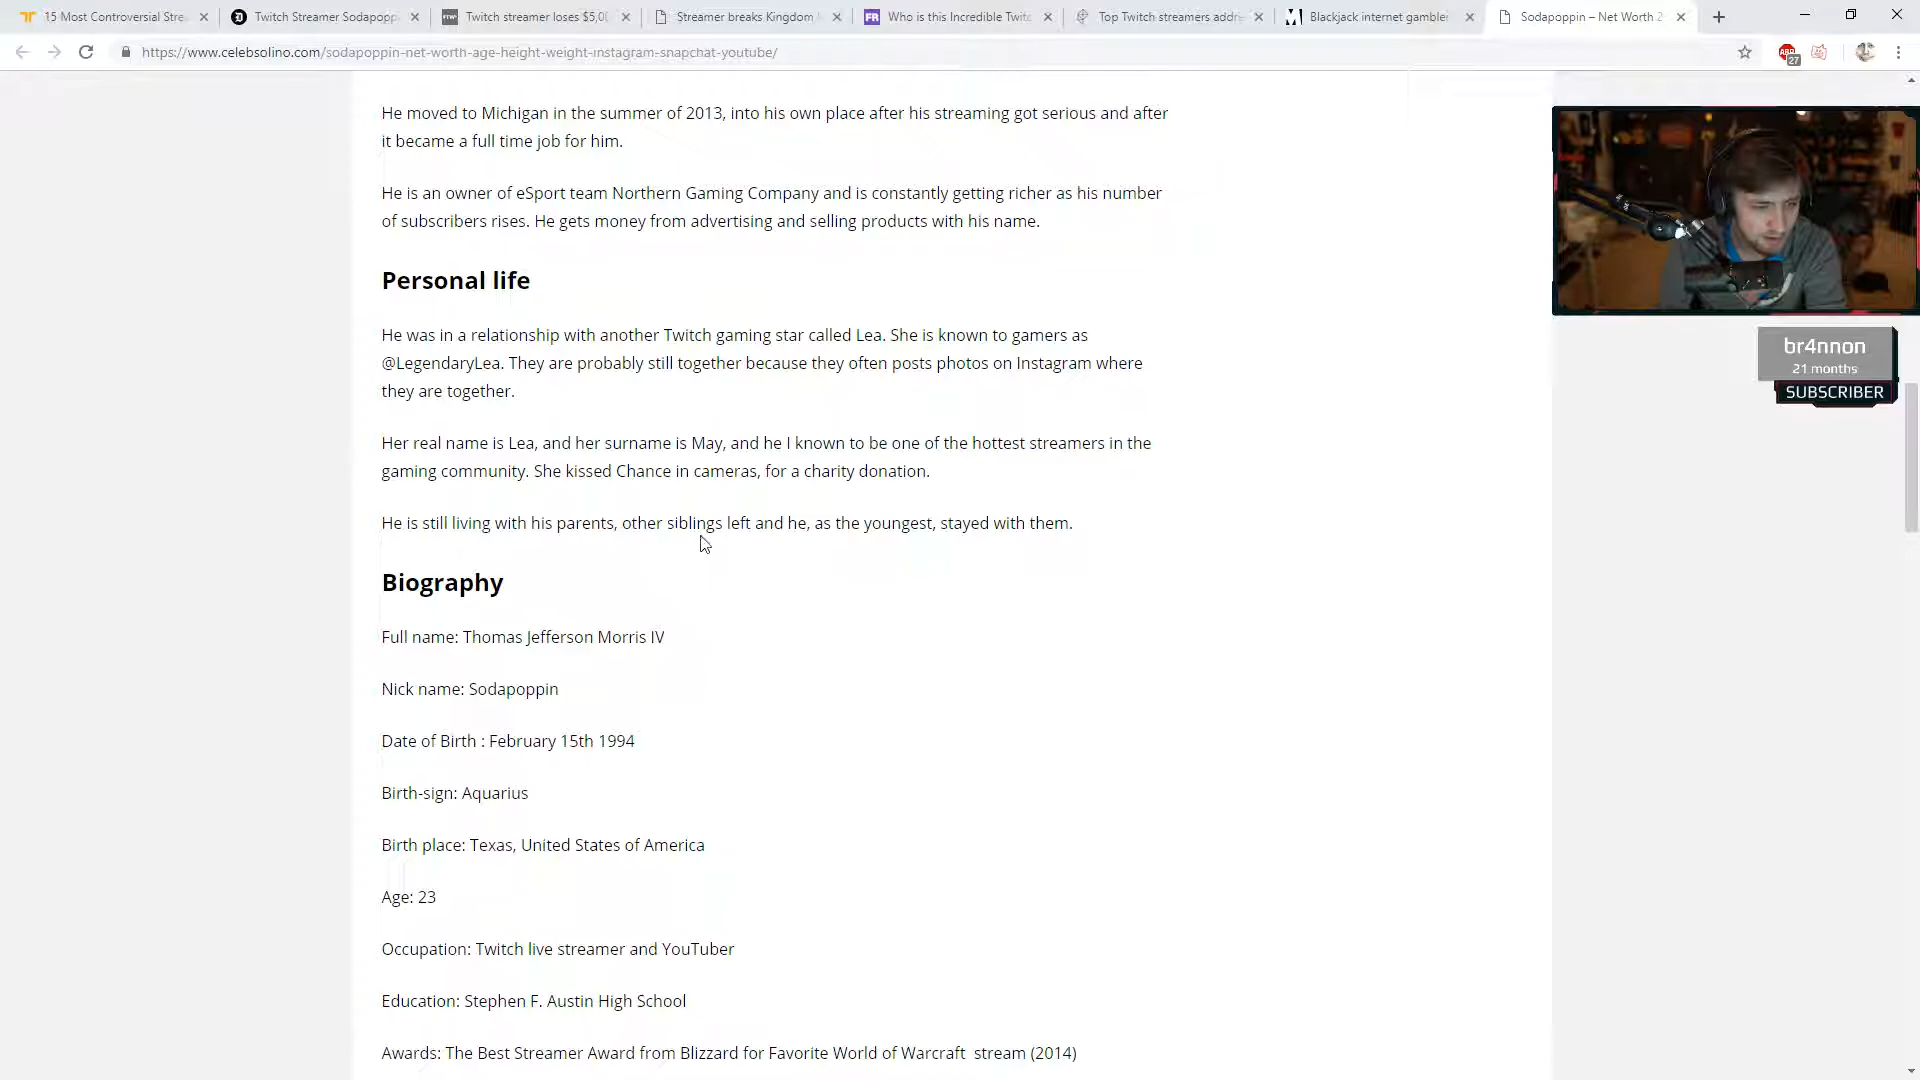 15 Most Controversial Stre
Twitch Streamer Sodapopp
Twitch streamer loses $5,0
Streamer breaks Kingdom
Who is this Incredible Twitc
Top Twitch streamers addre
Blackjack internet gambler
Sodapoppin – Net Worth 2
https://www.celebsolino.com/sodapoppin-net-worth-age-height-weight-instagram-snapchat-youtube/
27
He moved to Michigan in the summer of 2013, into his own place after his streaming got serious and after
it became a full time job for him.
He is an owner of eSport team Northern Gaming Company and is constantly getting richer as his number
of subscribers rises. He gets money from advertising and selling products with his name.
Personal life
He was in a relationship with another Twitch gaming star called Lea. She is known to gamers as
@LegendaryLea. They are probably still together because they often posts photos on Instagram where
they are together.
Her real name is Lea, and her surname is May, and he I known to be one of the hottest streamers in the
gaming community. She kissed Chance in cameras, for a charity donation.
He is still living with his parents, other siblings left and he, as the youngest, stayed with them.
Biography
Full name: Thomas Jefferson Morris IV
Nick name: Sodapoppin
Date of Birth : February 15th 1994
Birth-sign: Aquarius
Birth place: Texas, United States of America
Age: 23
Occupation: Twitch live streamer and YouTuber
Education: Stephen F. Austin High School
Awards: The Best Streamer Award from Blizzard for Favorite World of Warcraft  stream (2014)
br4nnon
21 months
SUBSCRIBER